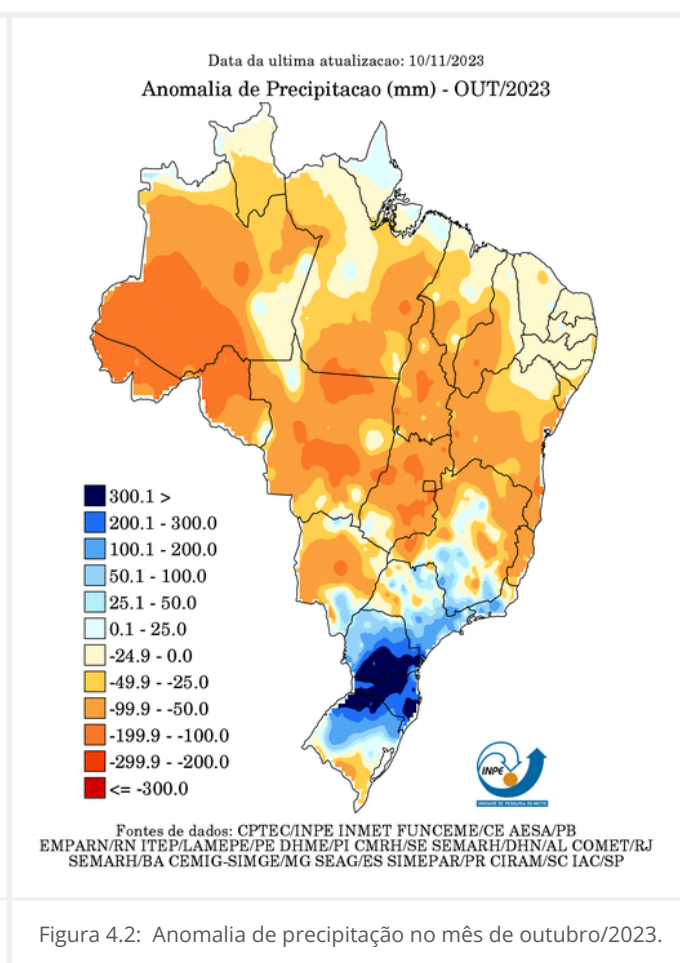 Data da ultima atualizacao: 10/11/2023
Anomalia de Precipitacao (mm) - OUT/2023
300.1 >
200.1 - 300.0
100.1 - 200.0
50.1 - 100.0
25.1 - 50.0
0.1 - 25.0
-24.9 - 0.0
-49.9 - -25.0
-99.9 - -50.0
-199.9 - -100.0
-299.9 - -200.0
<= -300.0
INPE
Fontes de dados: CPTEC/INPE INMET FUNCEME/CE AESA/PB
EMPARN/RN ITEP/LAMEPE/PE DHME/PI CMRH/SE SEMARH/DHN/AL COMET/RJ
SEMARH/BA CEMIG-SIMGE/MG SEAG/ES SIMEPAR/PR CIRAM/SC IAC/SP
Figura 4.2: Anomalia de precipitação no mês de outubro/2023.